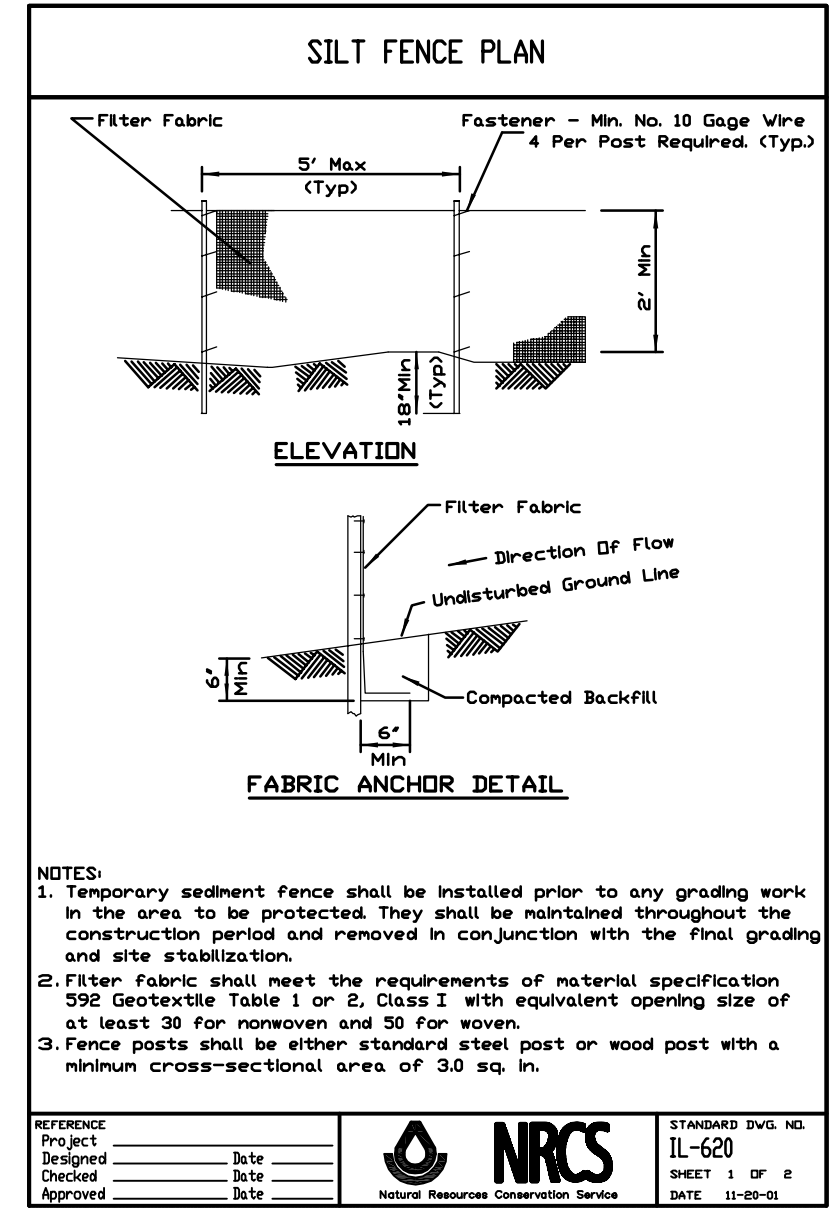 SILT FENCE PLAN
Filter Fabric
Fastener - Min. No. 10 Gage Wire
4 Per Post Required. (Typ.)
5' Max
(Typ)
2' Min
18" Min
(Typ)
ELEVATION
Filter Fabric
Direction Of Flow
Undisturbed Ground Line
6"
Min
Compacted Backfill
6"
Min
FABRIC ANCHOR DETAIL
NOTES:
1. Temporary sediment fence shall be installed prior to any grading work
in the area to be protected. They shall be maintained throughout the
construction period and removed in conjunction with the final grading
and site stabilization.
2. Filter fabric shall meet the requirements of material specification
592 Geotextile Table 1 or 2, Class I with equivalent opening size of
at least 30 for nonwoven and 50 for woven.
3. Fence posts shall be either standard steel post or wood post with a
minimum cross-sectional area of 3.0 sq. in.
REFERENCE
Project
Designed Date
Checked Date
Approved Date
NRCS
Natural Resources Conservation Service
STANDARD DWG. NO.
IL-620
SHEET 1 OF 2
DATE 11-20-01